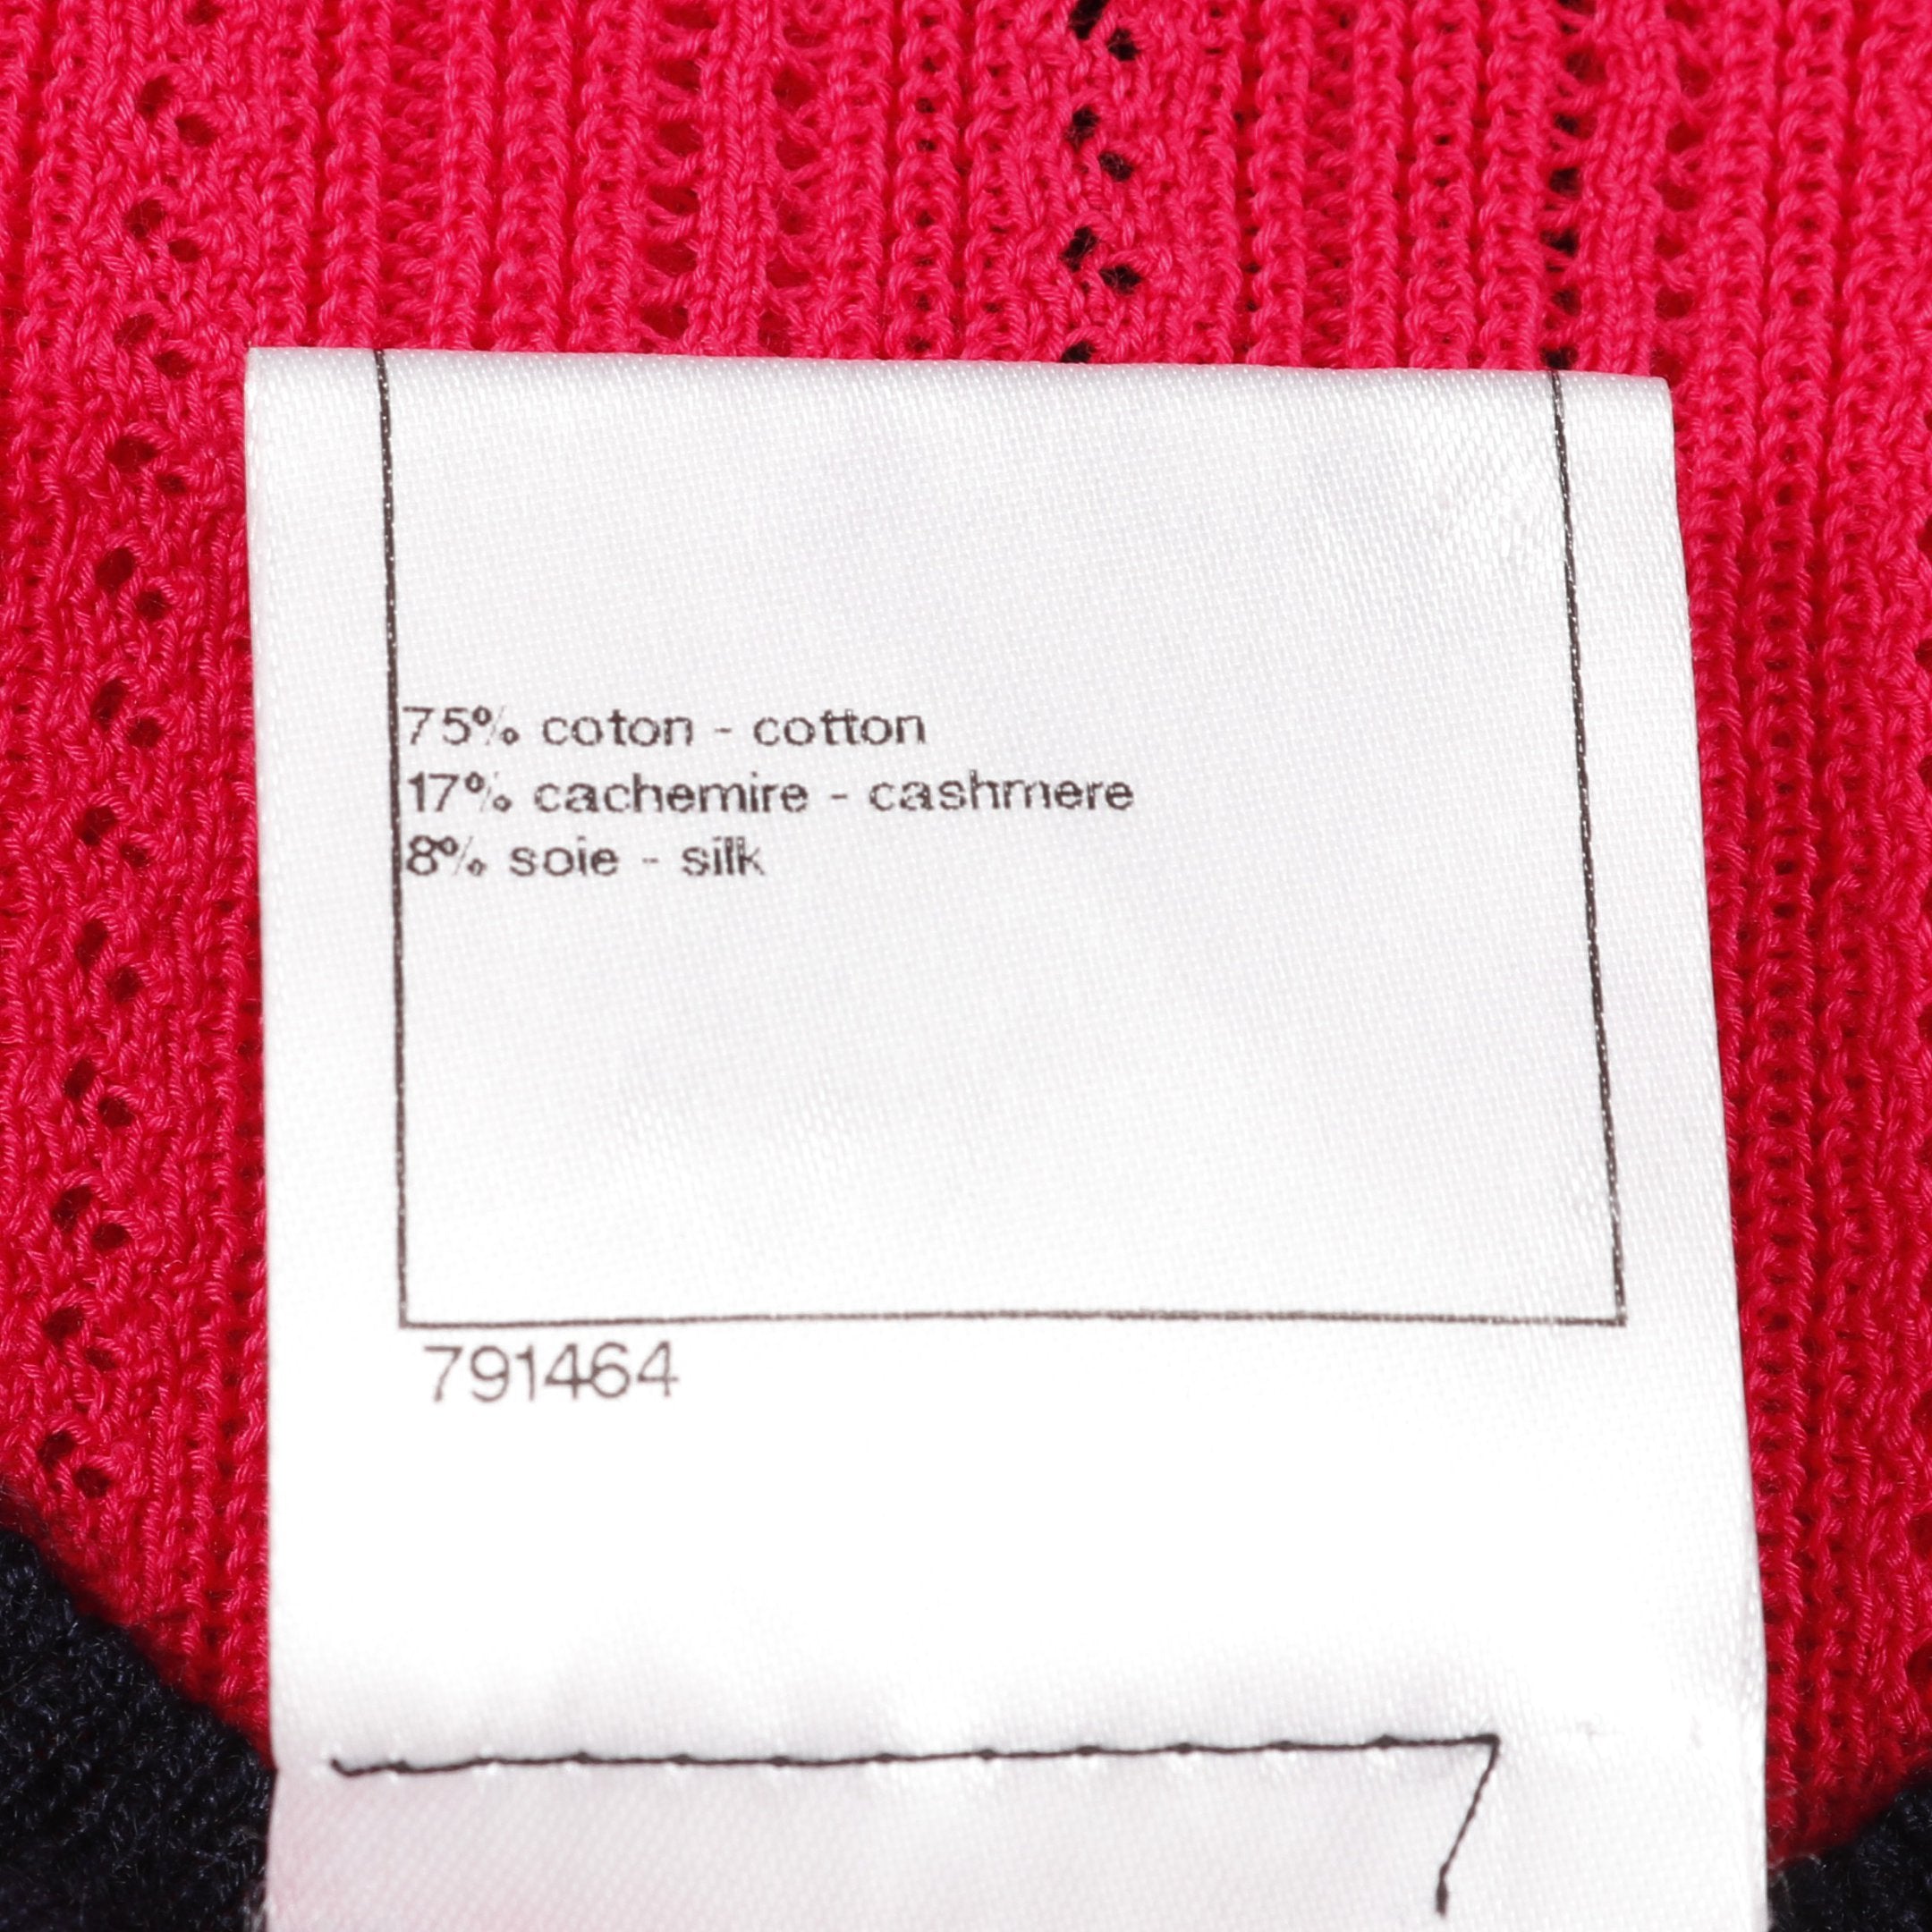 75% coton - cotton
17% cachemire - cashmere
8% soie - silk
791464